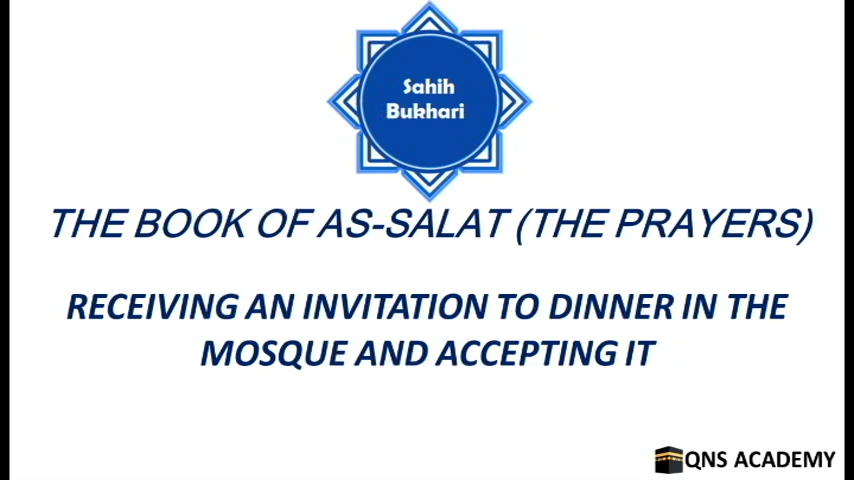 Sahih
Bukhari
THE BOOK OF AS-SALAT (THE PRAYERS)
RECEIVING AN INVITATION TO DINNER IN THE
MOSQUE AND ACCEPTING IT
QNS ACADEMY